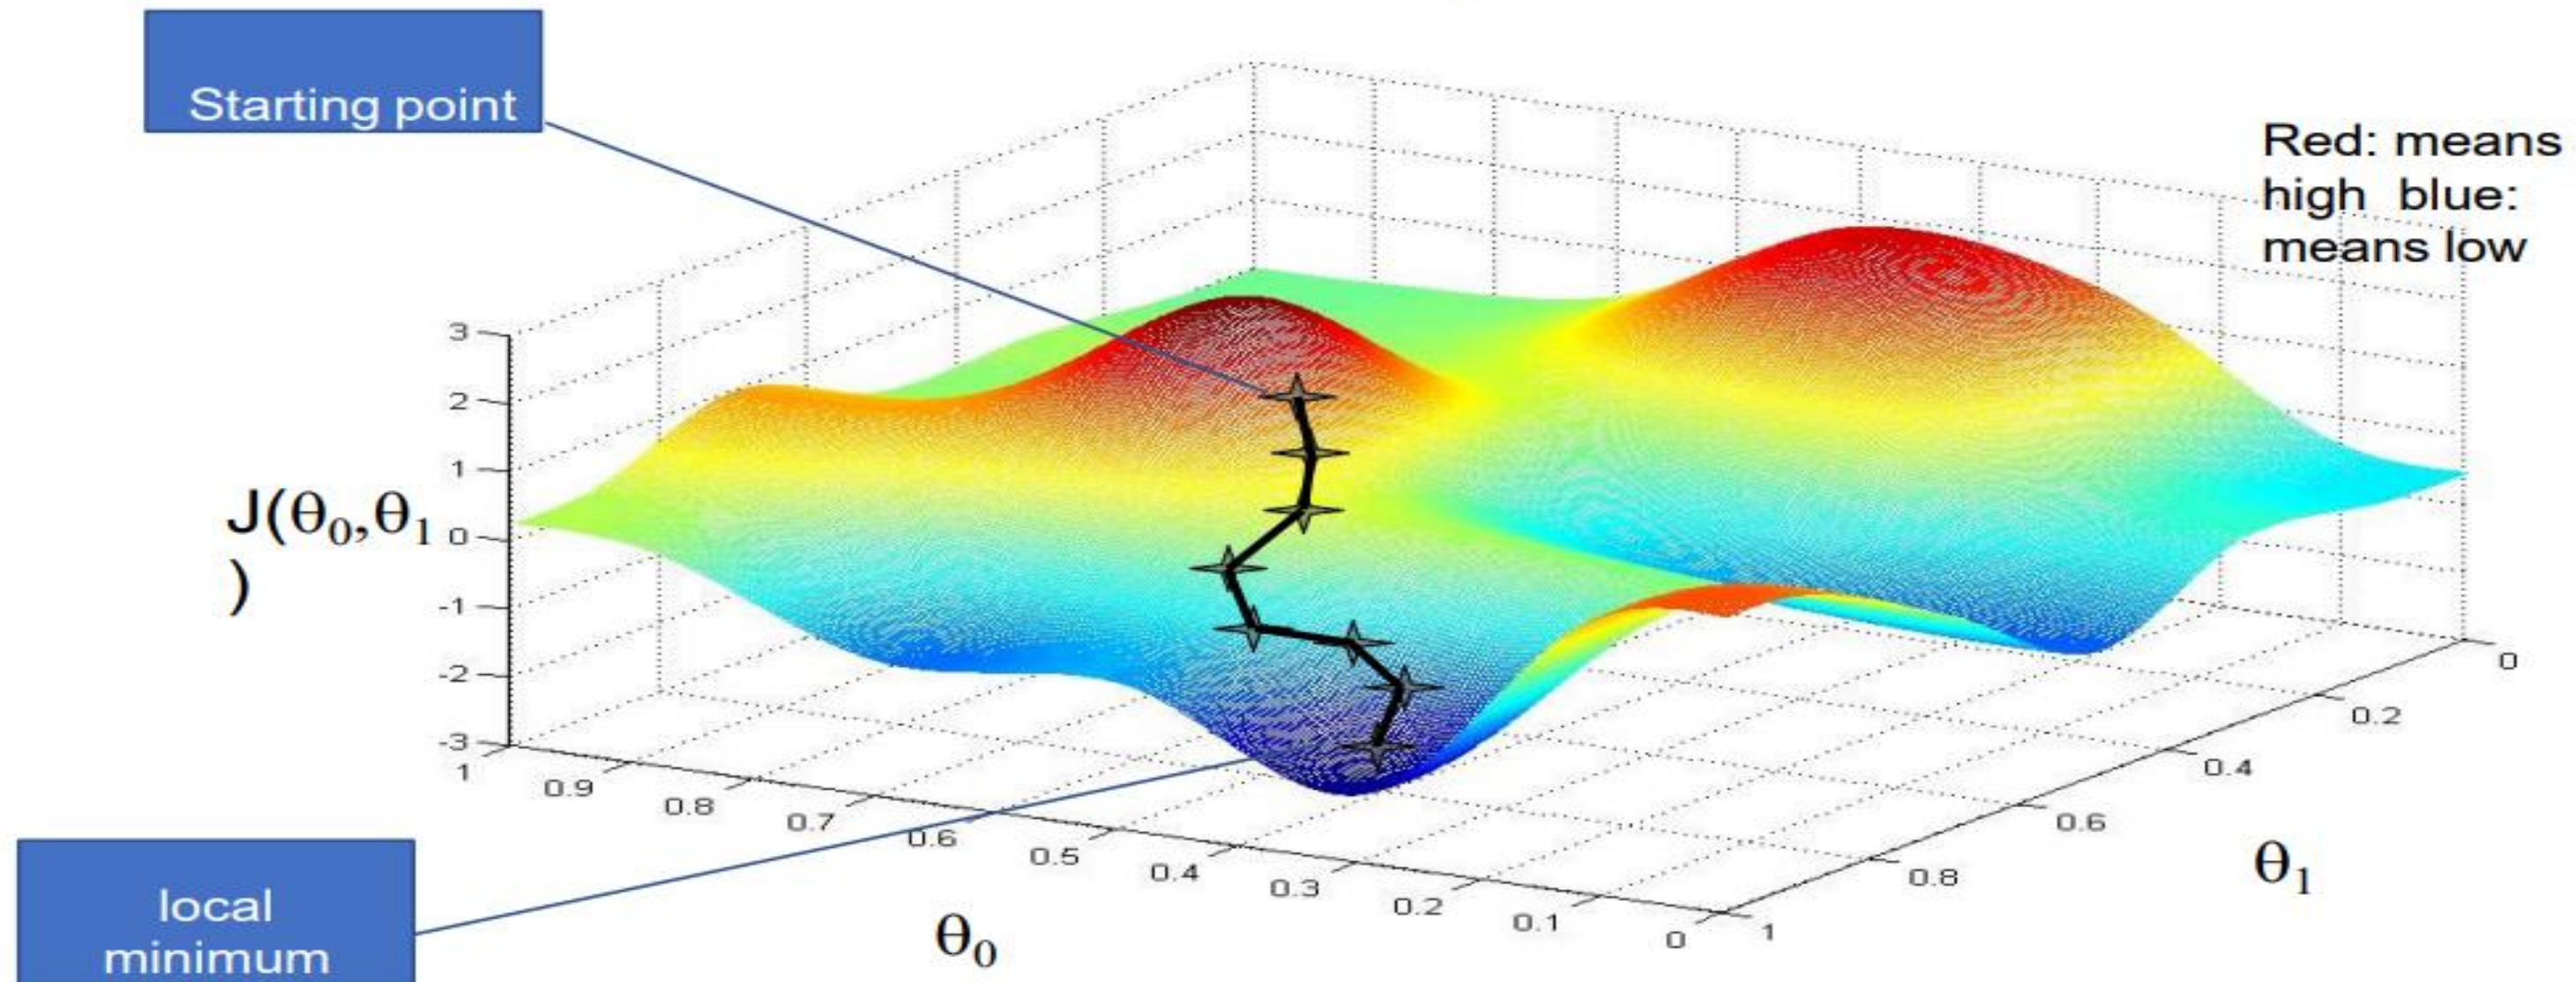 Starting point
Red: means
high blue:
means low
3
2
1
0
-1
-2
-3
J(θ₀,θ₁
)
1
0.9
0.8
0.7
0.6
0.5
0.4
0.3
0.2
0.1
0
θ₀
0
0.2
0.4
0.6
0.8
1
θ₁
local
minimum